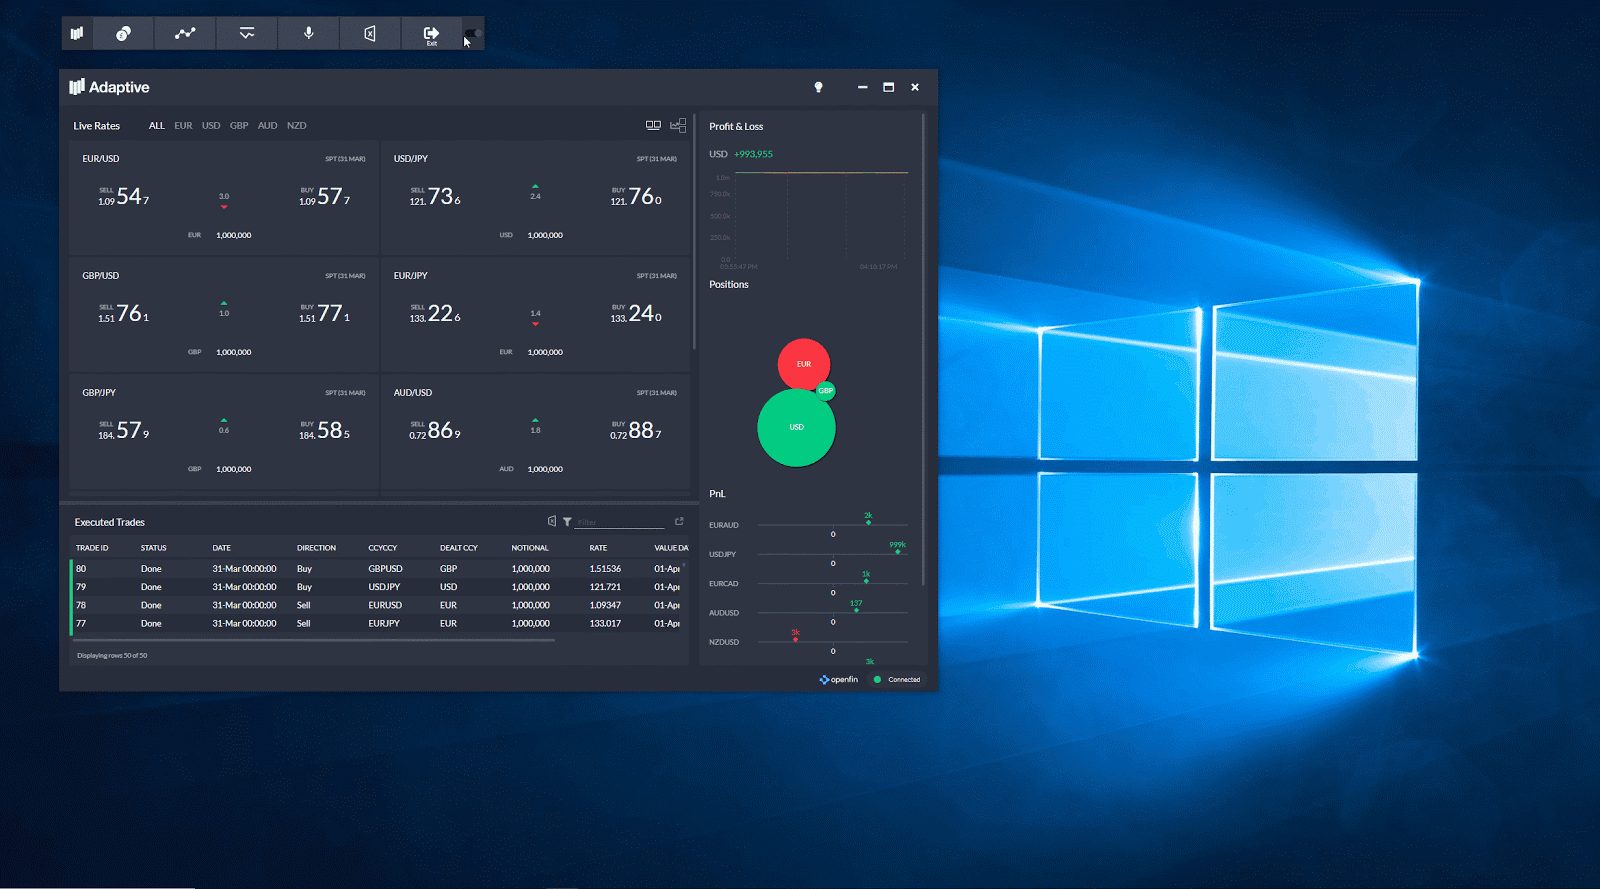 Exit
Adaptive
Live Rates ALL EUR USD GBP AUD NZD
EUR/USD SPT (31 MAR)
SELL 1.09 54 7 3.0 BUY 1.09 57 7
EUR 1,000,000
USD/JPY SPT (31 MAR)
SELL 121. 73 6 2.4 BUY 121. 76 0
USD 1,000,000
GBP/USD SPT (31 MAR)
SELL 1.51 76 1 1.0 BUY 1.51 77 1
GBP 1,000,000
EUR/JPY SPT (31 MAR)
SELL 133. 22 6 1.4 BUY 133. 24 0
EUR 1,000,000
GBP/JPY SPT (31 MAR)
SELL 184. 57 9 0.6 BUY 184. 58 5
GBP 1,000,000
AUD/USD SPT (31 MAR)
SELL 0.72 86 9 1.8 BUY 0.72 88 7
AUD 1,000,000
Executed Trades Filter
TRADE ID STATUS DATE DIRECTION CCYCCY DEALT CCY NOTIONAL RATE VALUE DA
80 Done 31-Mar 00:00:00 Buy GBPUSD GBP 1,000,000 1.51536 01-Apr
79 Done 31-Mar 00:00:00 Buy USDJPY USD 1,000,000 121.721 01-Apr
78 Done 31-Mar 00:00:00 Sell EURUSD EUR 1,000,000 1.09347 01-Apr
77 Done 31-Mar 00:00:00 Sell EURJPY EUR 1,000,000 133.017 01-Apr
Displaying rows 50 of 50
Profit & Loss
USD +993,955
1.0m
750.0k
500.0k
250.0k
0.0
03:55:47 PM 04:13:17 PM
Positions
EUR
GBP
USD
PnL
2k
EURAUD
0
999k
USDJPY
0
1k
EURCAD
0
137
AUDUSD
0
3k
NZDUSD
0
3k
openfin Connected